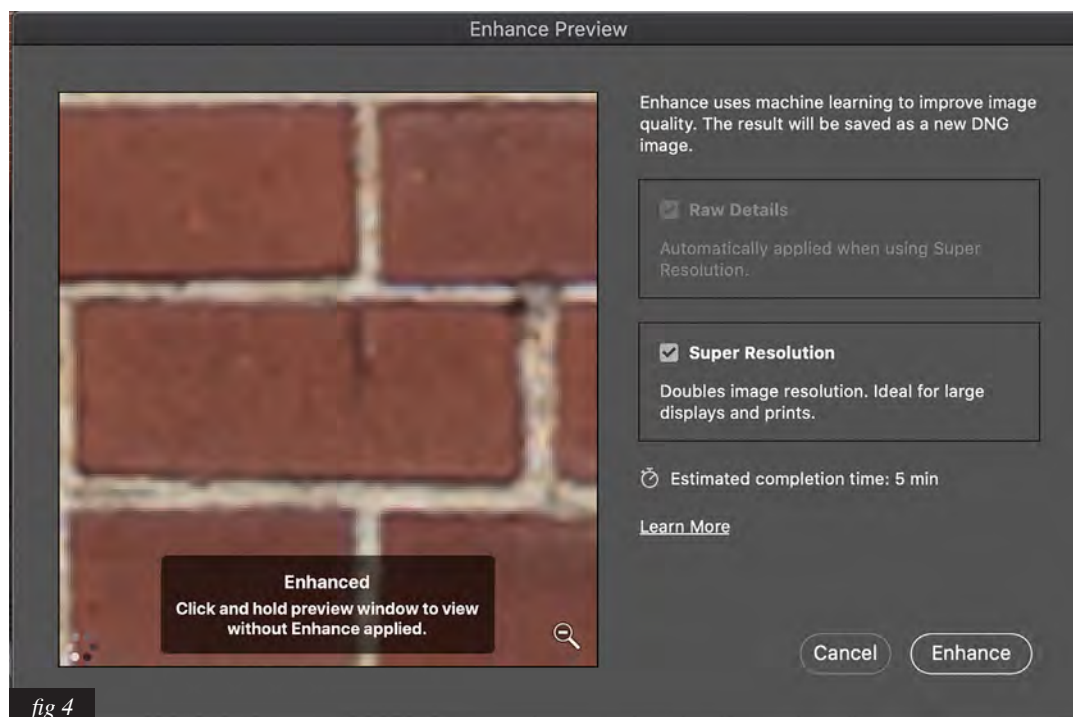 Enhance Preview
Enhance uses machine learning to improve image
quality. The result will be saved as a new DNG
image.
Raw Details
Automatically applied when using Super
Resolution.
Super Resolution
Doubles image resolution. Ideal for large
displays and prints.
Estimated completion time: 5 min
Learn More
Enhanced
Click and hold preview window to view
without Enhance applied.
Cancel
Enhance
fig 4